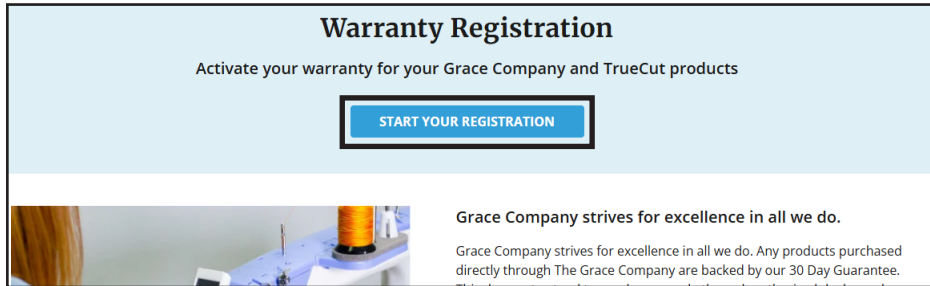 Warranty Registration
Activate your warranty for your Grace Company and TrueCut products
START YOUR REGISTRATION
Grace Company strives for excellence in all we do.
Grace Company strives for excellence in all we do. Any products purchased
directly through The Grace Company are backed by our 30 Day Guarantee.